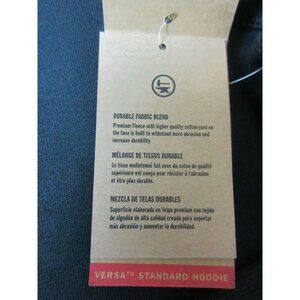 DURABLE FABRIC BLEND
Premium Fleece with higher quality cotton yarn on
the face is built to withstand more abrasion and
increase durability
MÉLANGE DE TISSUS DURABLE
Le tissu molletonné fait avec du coton de qualité
supérieure est conçu pour résister à l'abrasion
et être plus durable.
MEZCLA DE TELAS DURABLES
Superficie elaborada en felpa premium con tejido
de algodón de alta calidad creada para soportar
más abrasión y aumentar la durabilidad.
VERSA™ STANDARD HOODIE